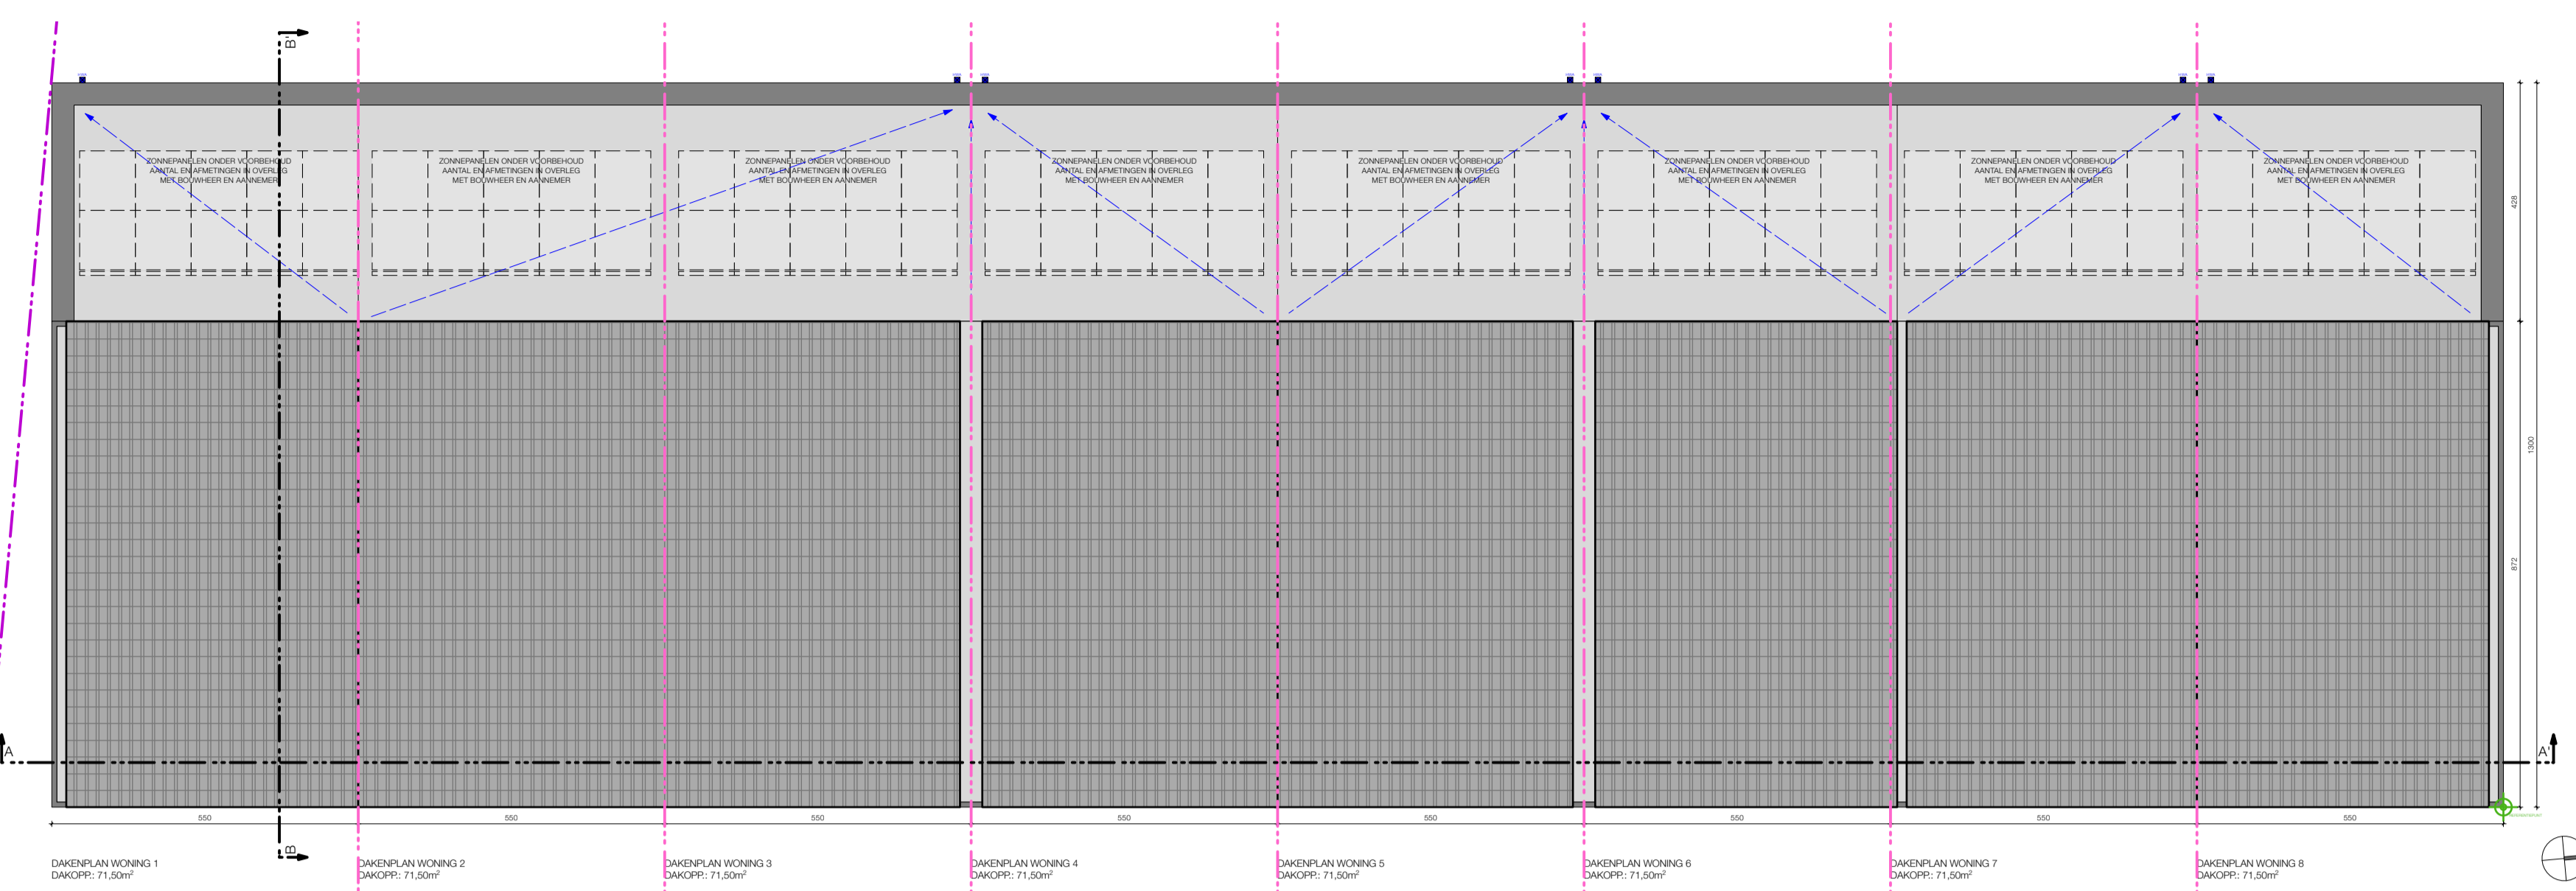 B'
ZONNEPANELEN ONDER VOORBEHOUD
AANTAL EN AFMETINGEN IN OVERLEG
MET BOUWHEER EN AANNEMER
ZONNEPANELEN ONDER VOORBEHOUD
AANTAL EN AFMETINGEN IN OVERLEG
MET BOUWHEER EN AANNEMER
ZONNEPANELEN ONDER VOORBEHOUD
AANTAL EN AFMETINGEN IN OVERLEG
MET BOUWHEER EN AANNEMER
ZONNEPANELEN ONDER VOORBEHOUD
AANTAL EN AFMETINGEN IN OVERLEG
MET BOUWHEER EN AANNEMER
ZONNEPANELEN ONDER VOORBEHOUD
AANTAL EN AFMETINGEN IN OVERLEG
MET BOUWHEER EN AANNEMER
ZONNEPANELEN ONDER VOORBEHOUD
AANTAL EN AFMETINGEN IN OVERLEG
MET BOUWHEER EN AANNEMER
ZONNEPANELEN ONDER VOORBEHOUD
AANTAL EN AFMETINGEN IN OVERLEG
MET BOUWHEER EN AANNEMER
ZONNEPANELEN ONDER VOORBEHOUD
AANTAL EN AFMETINGEN IN OVERLEG
MET BOUWHEER EN AANNEMER
428
1300
872
A
A'
550
550
550
550
550
550
550
550
B
DAKENPLAN WONING 1
DAKOPP.: 71,50m²
DAKENPLAN WONING 2
DAKOPP.: 71,50m²
DAKENPLAN WONING 3
DAKOPP.: 71,50m²
DAKENPLAN WONING 4
DAKOPP.: 71,50m²
DAKENPLAN WONING 5
DAKOPP.: 71,50m²
DAKENPLAN WONING 6
DAKOPP.: 71,50m²
DAKENPLAN WONING 7
DAKOPP.: 71,50m²
DAKENPLAN WONING 8
DAKOPP.: 71,50m²